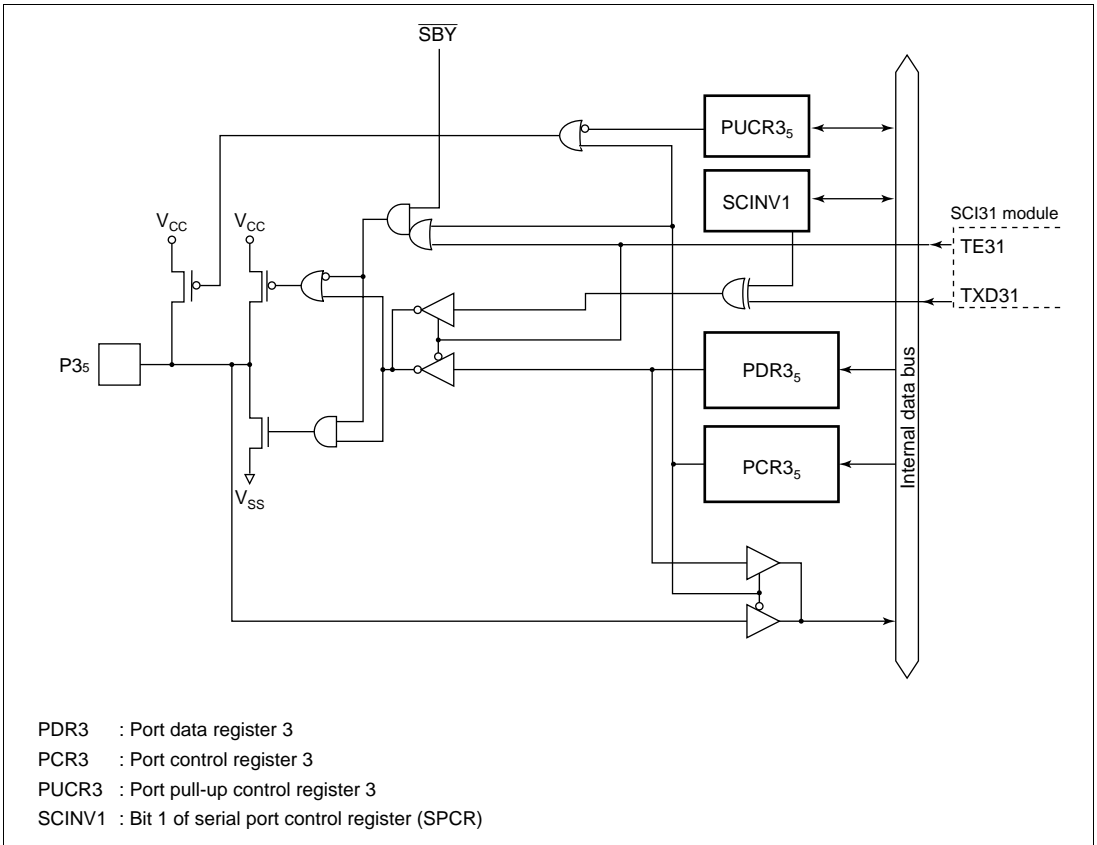 SBY
PUCR3₅
SCINV1
SCI31 module
V_CC
V_CC
TE31
TXD31
P3₅
PDR3₅
Internal data bus
PCR3₅
V_SS
PDR3 : Port data register 3
PCR3 : Port control register 3
PUCR3 : Port pull-up control register 3
SCINV1 : Bit 1 of serial port control register (SPCR)